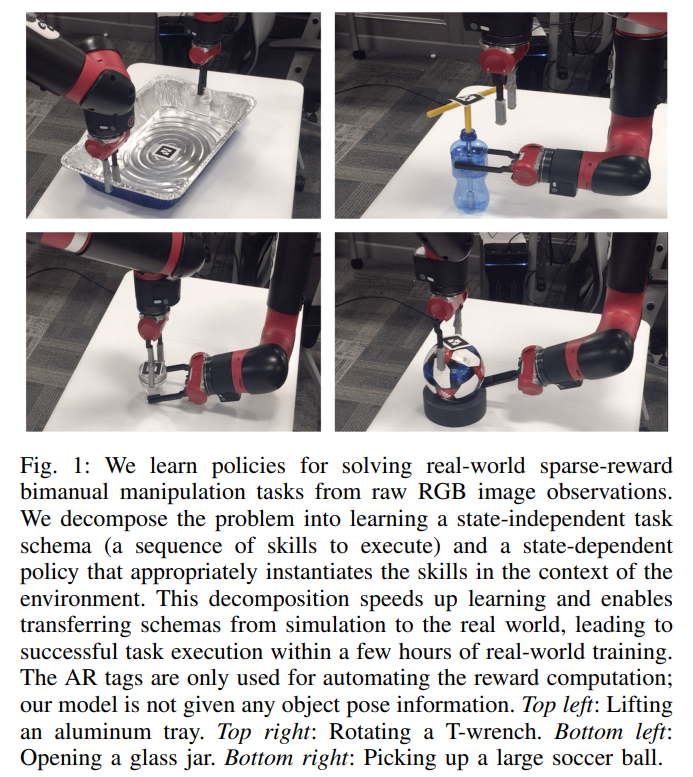 Fig. 1: We learn policies for solving real-world sparse-reward
bimanual manipulation tasks from raw RGB image observations.
We decompose the problem into learning a state-independent task
schema (a sequence of skills to execute) and a state-dependent
policy that appropriately instantiates the skills in the context of the
environment. This decomposition speeds up learning and enables
transferring schemas from simulation to the real world, leading to
successful task execution within a few hours of real-world training.
The AR tags are only used for automating the reward computation;
our model is not given any object pose information. Top left: Lifting
an aluminum tray. Top right: Rotating a T-wrench. Bottom left:
Opening a glass jar. Bottom right: Picking up a large soccer ball.